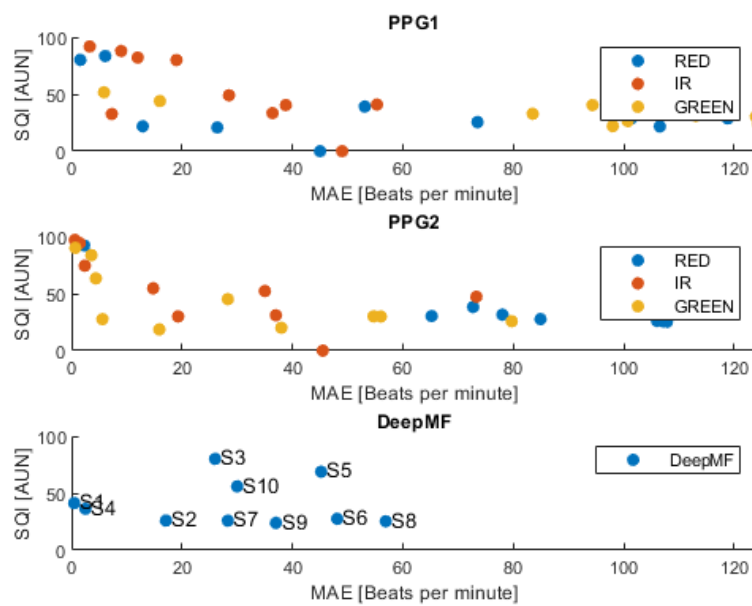 PPG1
SQI [AUN]
100
50
0
RED
IR
GREEN
0 20 40 60 80 100 120
MAE [Beats per minute]
PPG2
SQI [AUN]
100
50
0
RED
IR
GREEN
0 20 40 60 80 100 120
MAE [Beats per minute]
DeepMF
SQI [AUN]
100
50
0
DeepMF
S3
S5
S10
S1
S4
S2
S7
S9
S6
S8
0 20 40 60 80 100 120
MAE [Beats per minute]